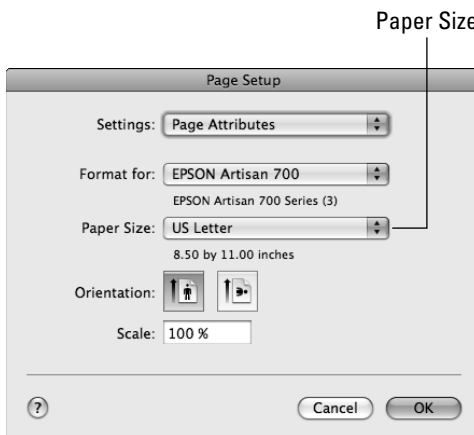 Paper Size
Page Setup
Settings: Page Attributes
Format for: EPSON Artisan 700
EPSON Artisan 700 Series (3)
Paper Size: US Letter
8.50 by 11.00 inches
Orientation:
Scale: 100 %
? Cancel OK